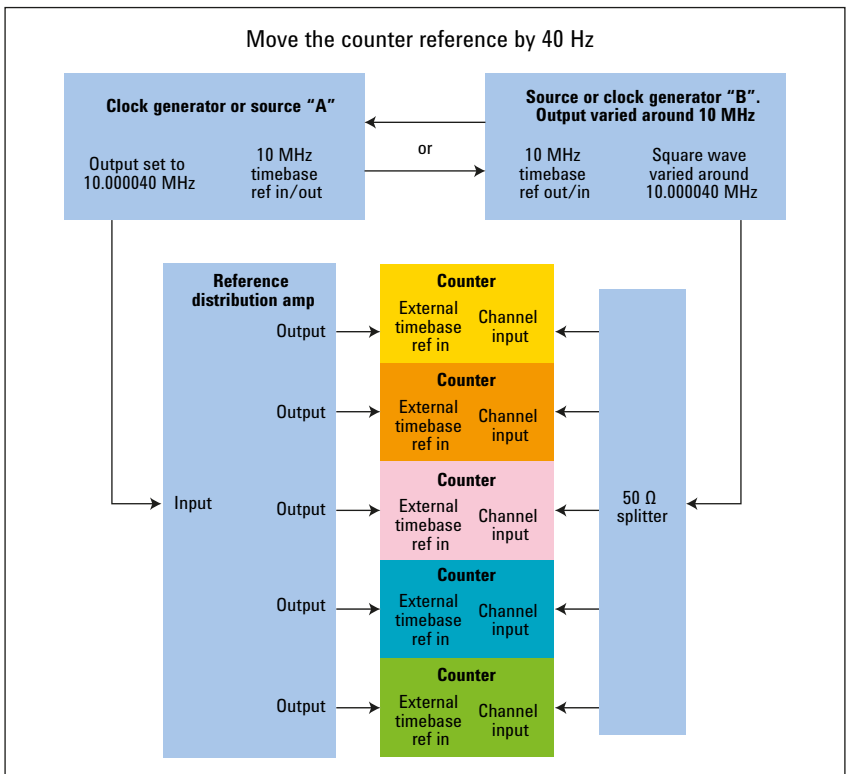 Move the counter reference by 40 Hz
Clock generator or source “A”
Output set to
10.000040 MHz
10 MHz
timebase
ref in/out
or
Source or clock generator “B”.
Output varied around 10 MHz
10 MHz
timebase
ref out/in
Square wave
varied around
10.000040 MHz
Reference
distribution amp
Input
Output
Output
Output
Output
Output
Counter
External
timebase
ref in
Channel
input
Counter
External
timebase
ref in
Channel
input
Counter
External
timebase
ref in
Channel
input
Counter
External
timebase
ref in
Channel
input
Counter
External
timebase
ref in
Channel
input
50 Ω
splitter